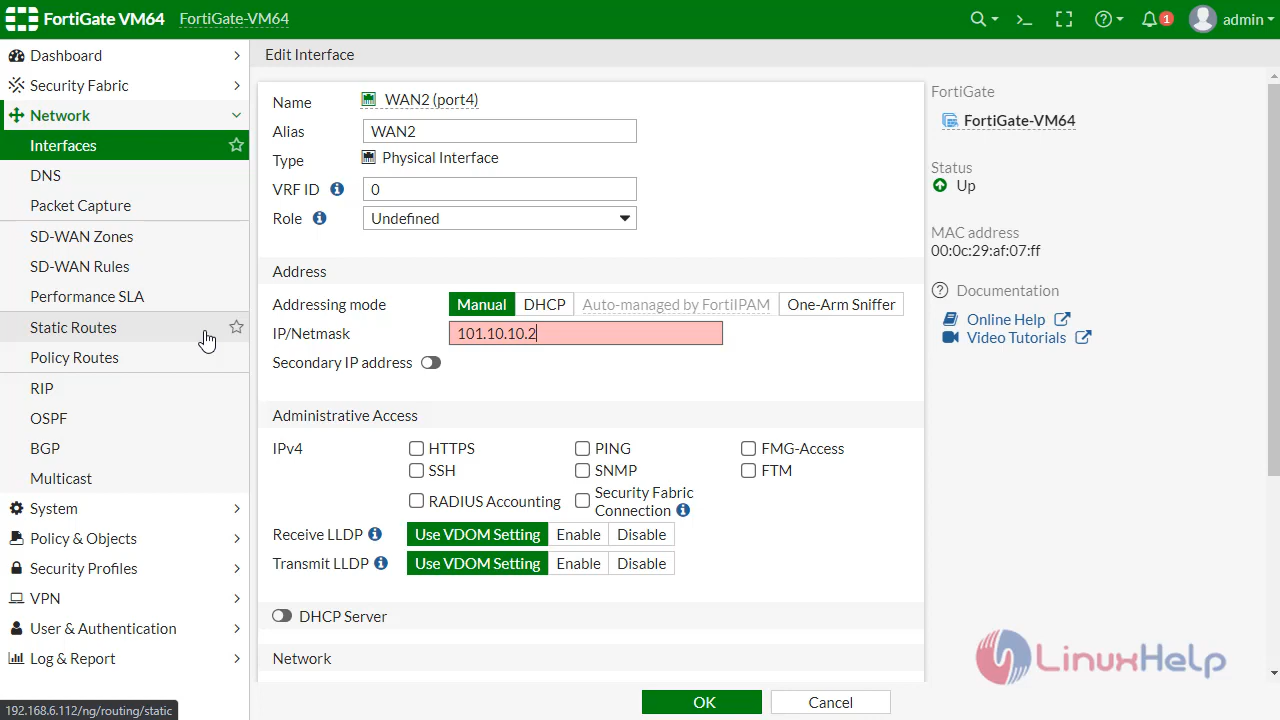 FortiGate VM64 FortiGate-VM64 1 admin
Dashboard
Security Fabric
Network
Interfaces
DNS
Packet Capture
SD-WAN Zones
SD-WAN Rules
Performance SLA
Static Routes
Policy Routes
RIP
OSPF
BGP
Multicast
System
Policy & Objects
Security Profiles
VPN
User & Authentication
Log & Report
192.168.6.112/ng/routing/static
Edit Interface
Name WAN2 (port4)
Alias WAN2
Type Physical Interface
VRF ID 0
Role Undefined
Address
Addressing mode Manual DHCP Auto-managed by FortiIPAM One-Arm Sniffer
IP/Netmask 101.10.10.2
Secondary IP address
Administrative Access
IPv4 HTTPS PING FMG-Access
SSH SNMP FTM
RADIUS Accounting Security Fabric
Connection
Receive LLDP Use VDOM Setting Enable Disable
Transmit LLDP Use VDOM Setting Enable Disable
DHCP Server
Network
OK Cancel
FortiGate
FortiGate-VM64
Status
Up
MAC address
00:0c:29:af:07:ff
Documentation
Online Help
Video Tutorials
LinuxHelp